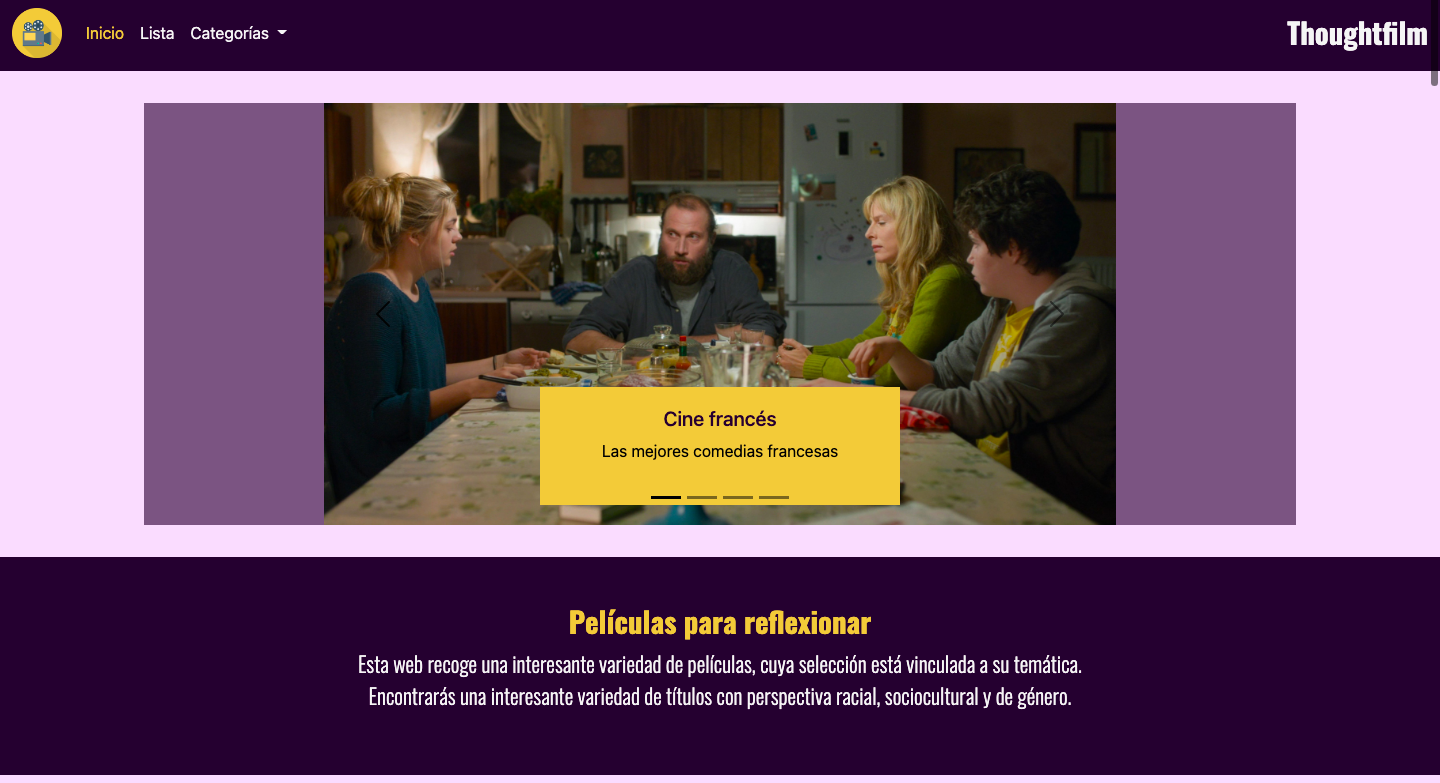 Inicio
Lista
Categorías
Thoughtfilm
Cine francés
Las mejores comedias francesas
Películas para reflexionar
Esta web recoge una interesante variedad de películas, cuya selección está vinculada a su temática.
Encontrarás una interesante variedad de títulos con perspectiva racial, sociocultural y de género.